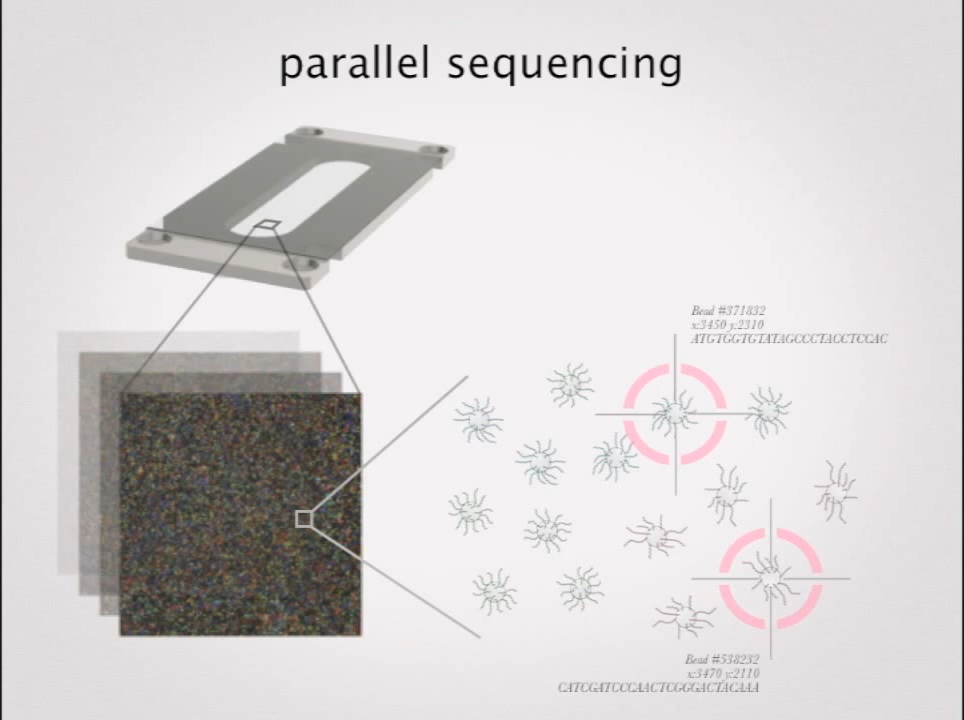 parallel sequencing
Bead #371832
x:3450 y:2310
ATGTGGTGTATAGCCCTACCTCCAC
Bead #538232
x:3470 y:2110
CATCGATCCCAACTCGGGACTACAAA